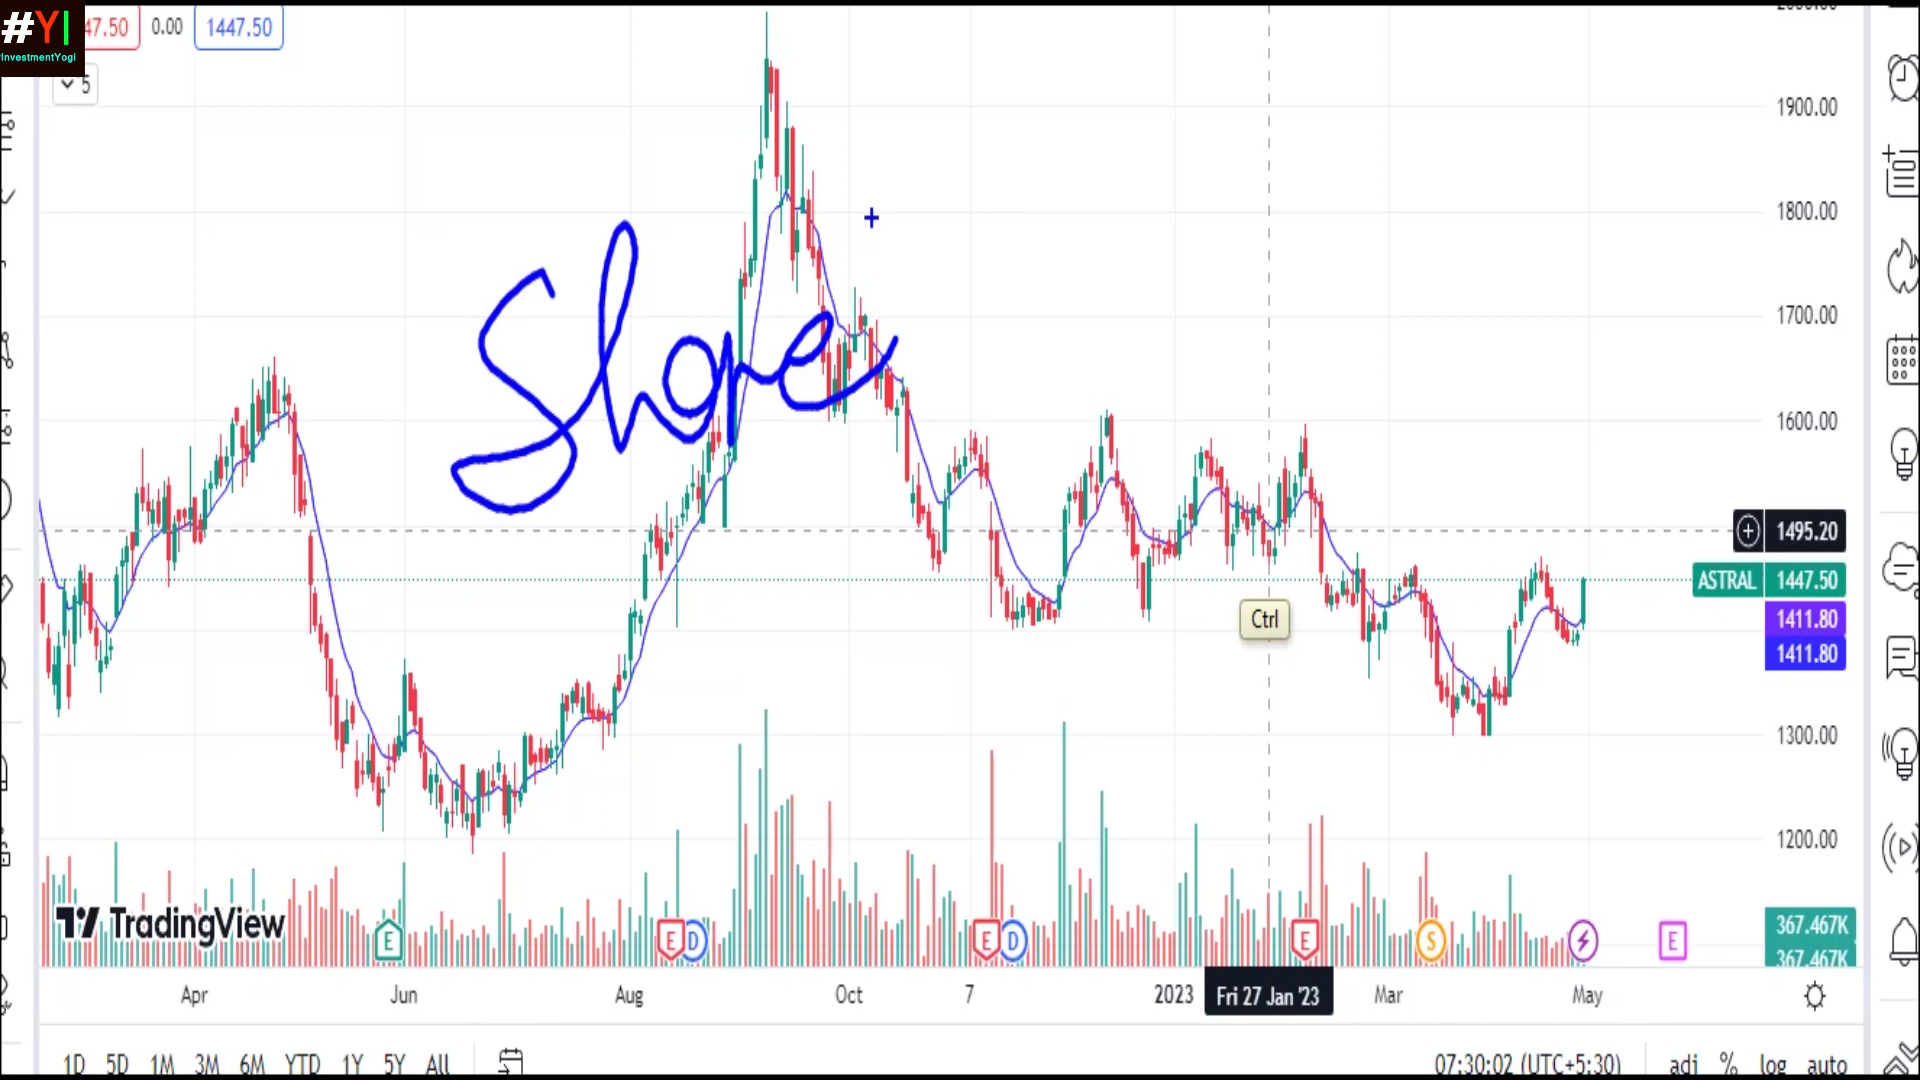 #YI
InvestmentYogi
47.50 0.00 1447.50
5
1900.00
1800.00
1700.00
1600.00
1495.20
ASTRAL 1447.50
1411.80
1411.80
1300.00
1200.00
Slope
Ctrl
TradingView
E
E D
E D
E
S
E
367.467K
367.467K
Apr Jun Aug Oct 7 2023 Fri 27 Jan '23 Mar May
1D 5D 1M 3M 6M YTD 1Y 5Y All
07:30:02 (UTC+5:30) adj % log auto